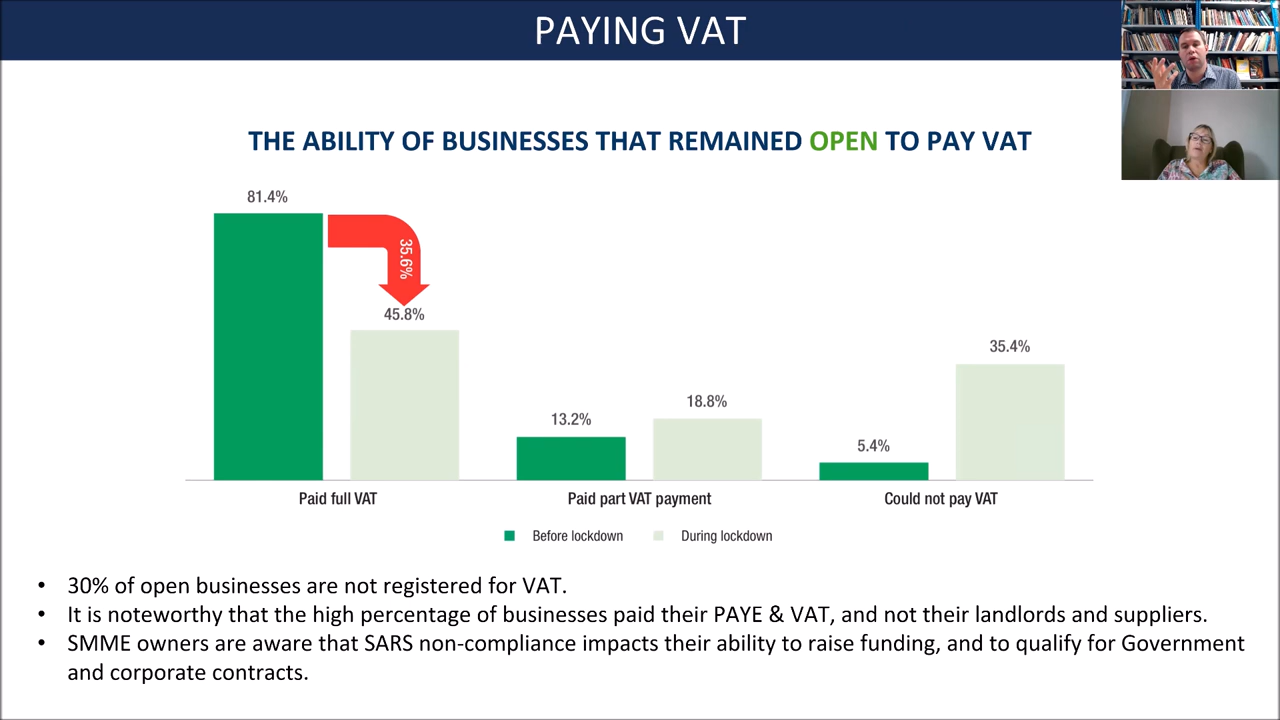 PAYING VAT
THE ABILITY OF BUSINESSES THAT REMAINED OPEN TO PAY VAT
81.4%
35.6%
45.8%
13.2%
18.8%
5.4%
35.4%
Paid full VAT
Paid part VAT payment
Could not pay VAT
Before lockdown
During lockdown
• 30% of open businesses are not registered for VAT.
• It is noteworthy that the high percentage of businesses paid their PAYE & VAT, and not their landlords and suppliers.
• SMME owners are aware that SARS non-compliance impacts their ability to raise funding, and to qualify for Government
and corporate contracts.